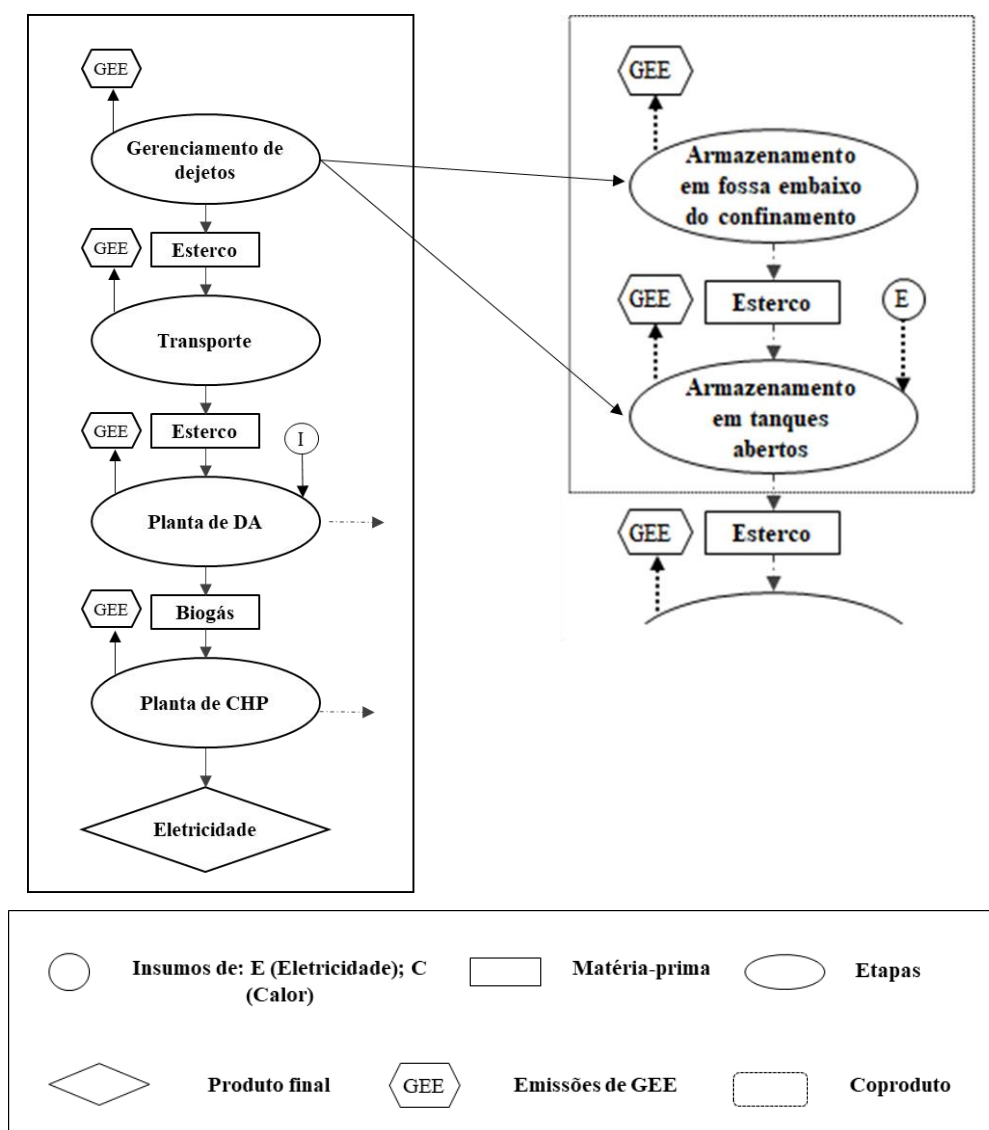 GEE
Gerenciamento de
dejetos
GEE
Esterco
Transporte
GEE
Esterco
I
Planta de DA
GEE
Biogás
Planta de CHP
Eletricidade
GEE
Armazenamento
em fossa embaixo
do confinamento
GEE
Esterco
E
Armazenamento
em tanques
abertos
GEE
Esterco
Insumos de: E (Eletricidade); C
(Calor)
Matéria-prima
Etapas
Produto final
GEE
Emissões de GEE
Coproduto